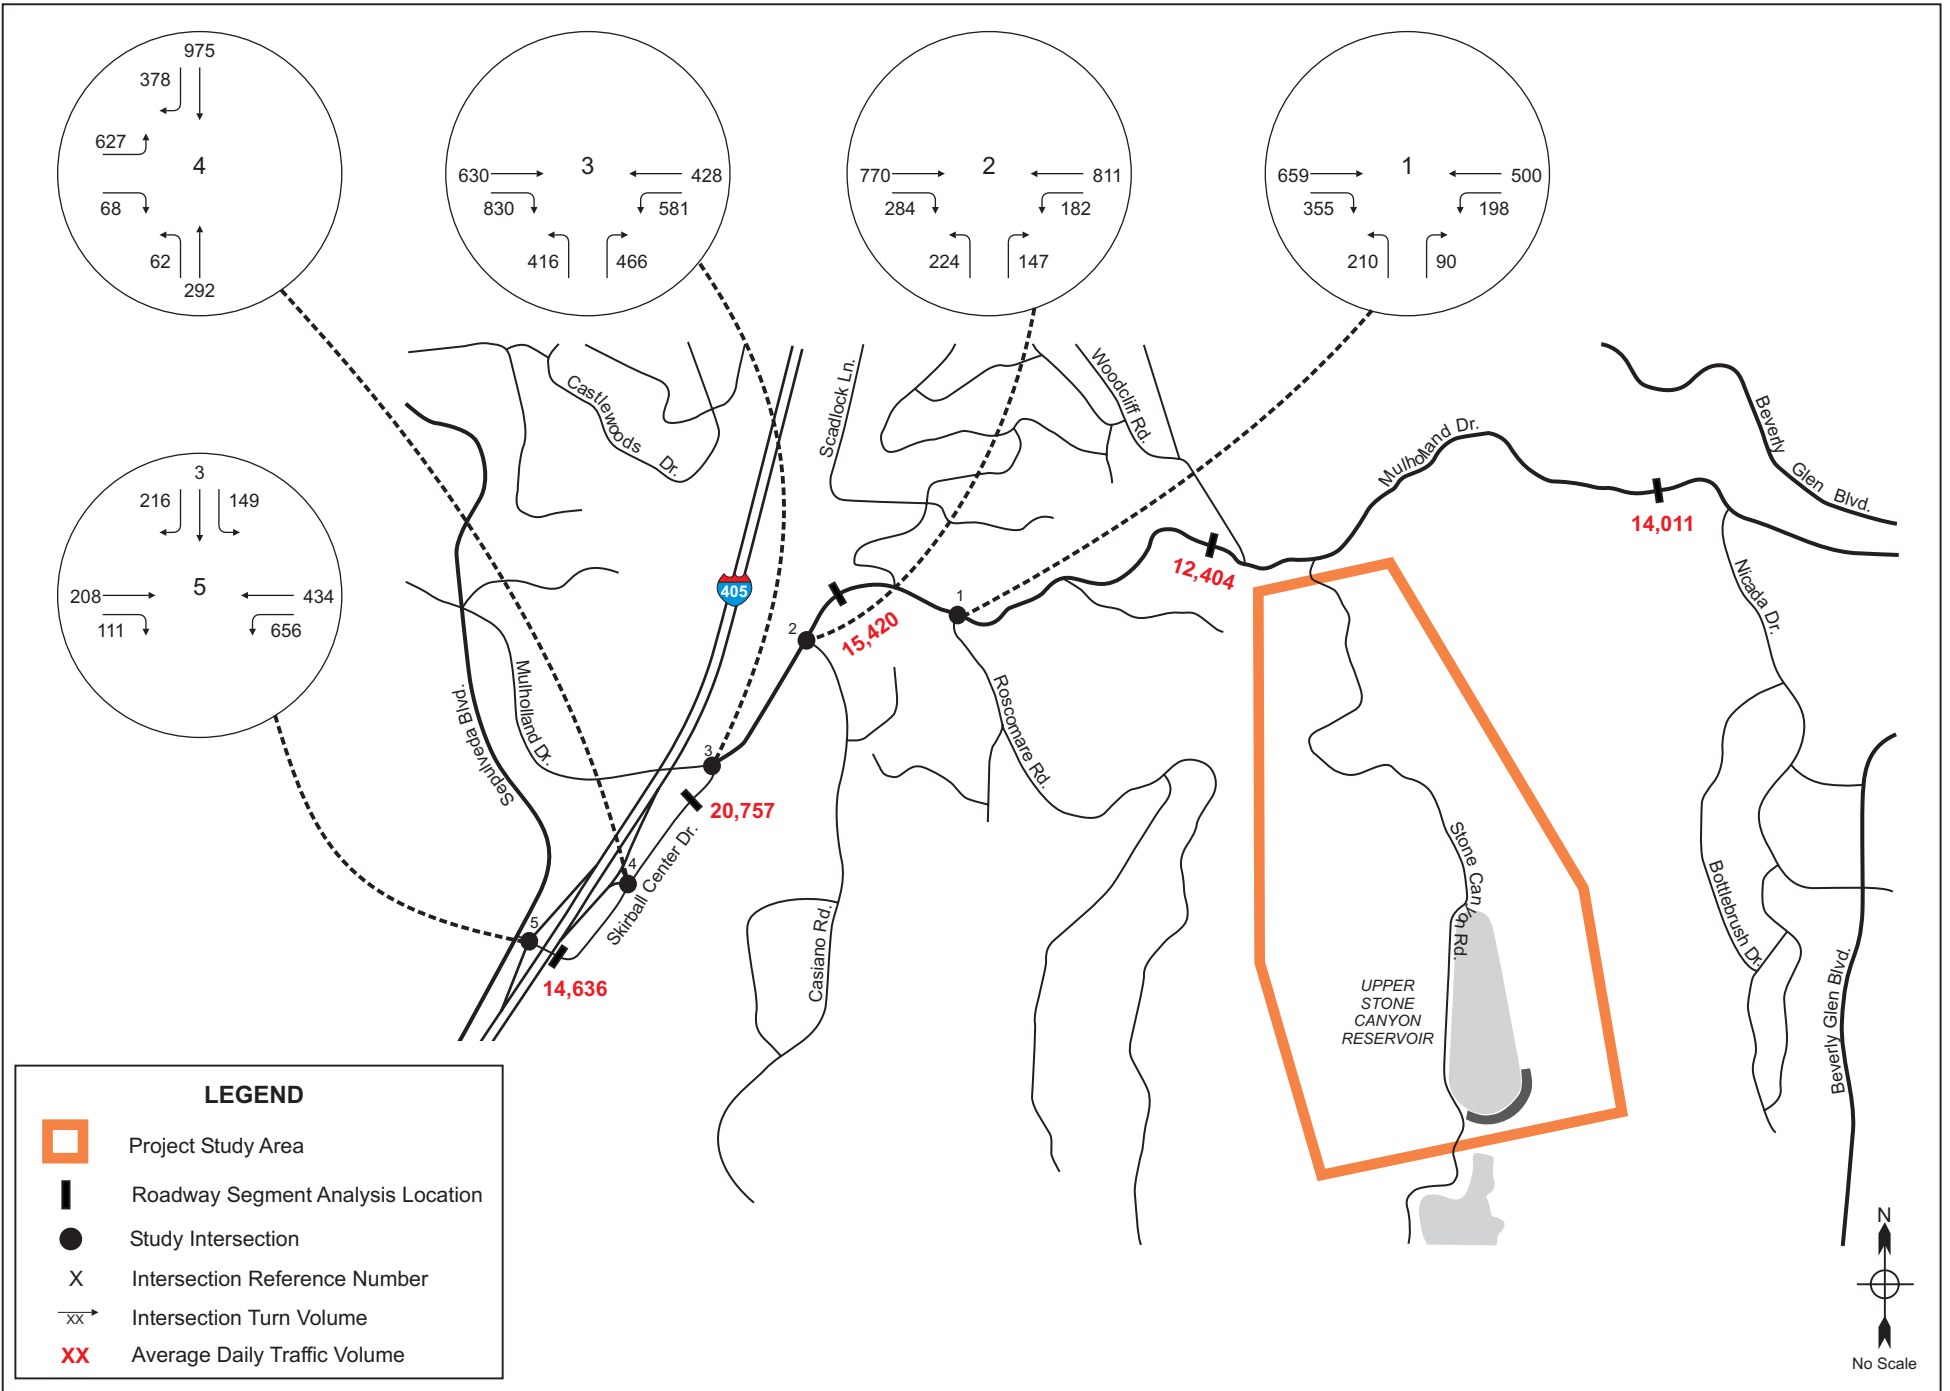 975
378
627
4
68
62
292
630
3
428
830
581
416
466
770
2
811
284
182
224
147
659
1
500
355
198
210
90
3
216
149
208
5
434
111
656
Castlewoods Dr.
Scadlock Ln.
Woodcliff Rd.
Mulholland Dr.
Beverly Glen Blvd.
14,011
12,404
405
1
2
15,420
Nicada Dr.
Mulholland Dr.
Sepulveda Blvd.
Roscomare Rd.
3
20,757
4
Skirball Center Dr.
5
14,636
Casiano Rd.
Stone Canyon Rd.
Bottlebrush Dr.
Beverly Glen Blvd.
UPPER
STONE
CANYON
RESERVOIR
LEGEND
Project Study Area
Roadway Segment Analysis Location
Study Intersection
X Intersection Reference Number
XX Intersection Turn Volume
XX Average Daily Traffic Volume
N
No Scale